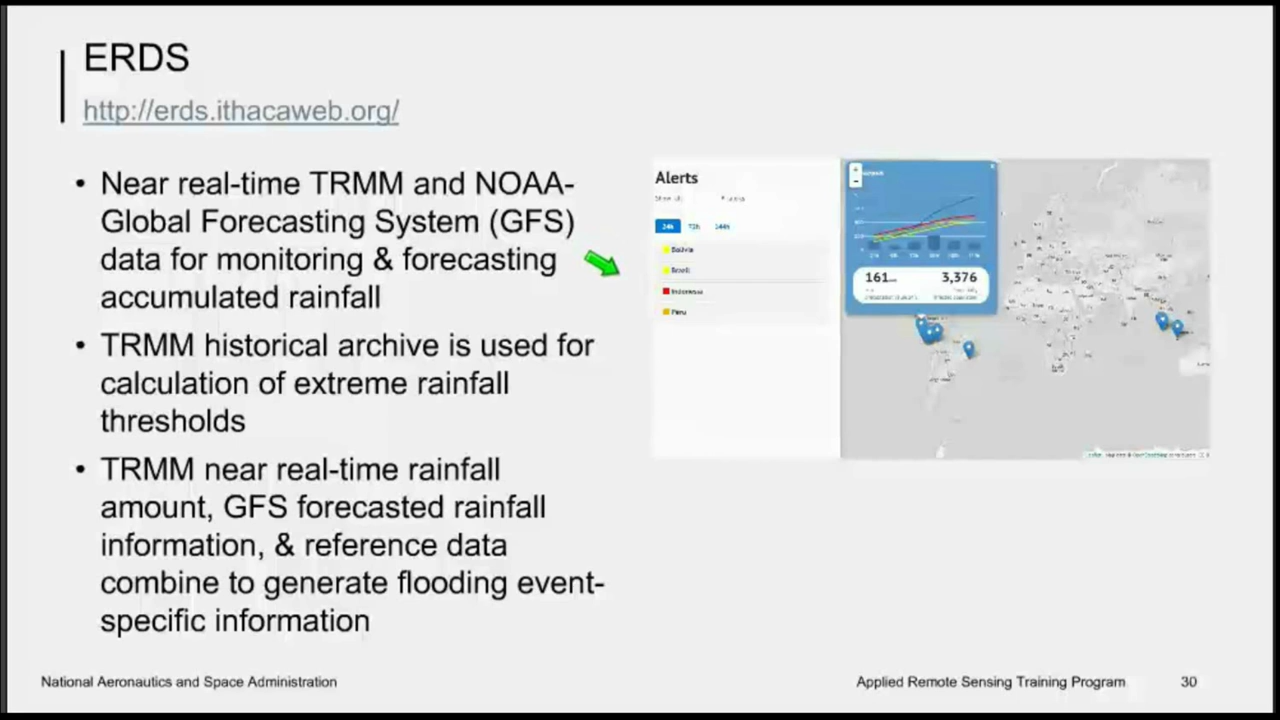 ERDS
http://erds.ithacaweb.org/
• Near real-time TRMM and NOAA-
Global Forecasting System (GFS)
data for monitoring & forecasting
accumulated rainfall
• TRMM historical archive is used for
calculation of extreme rainfall
thresholds
• TRMM near real-time rainfall
amount, GFS forecasted rainfall
information, & reference data
combine to generate flooding event-
specific information
Alerts
24h 72h 144h
Bolivia
Brazil
Indonesia
Peru
161
3,376
National Aeronautics and Space Administration
Applied Remote Sensing Training Program
30